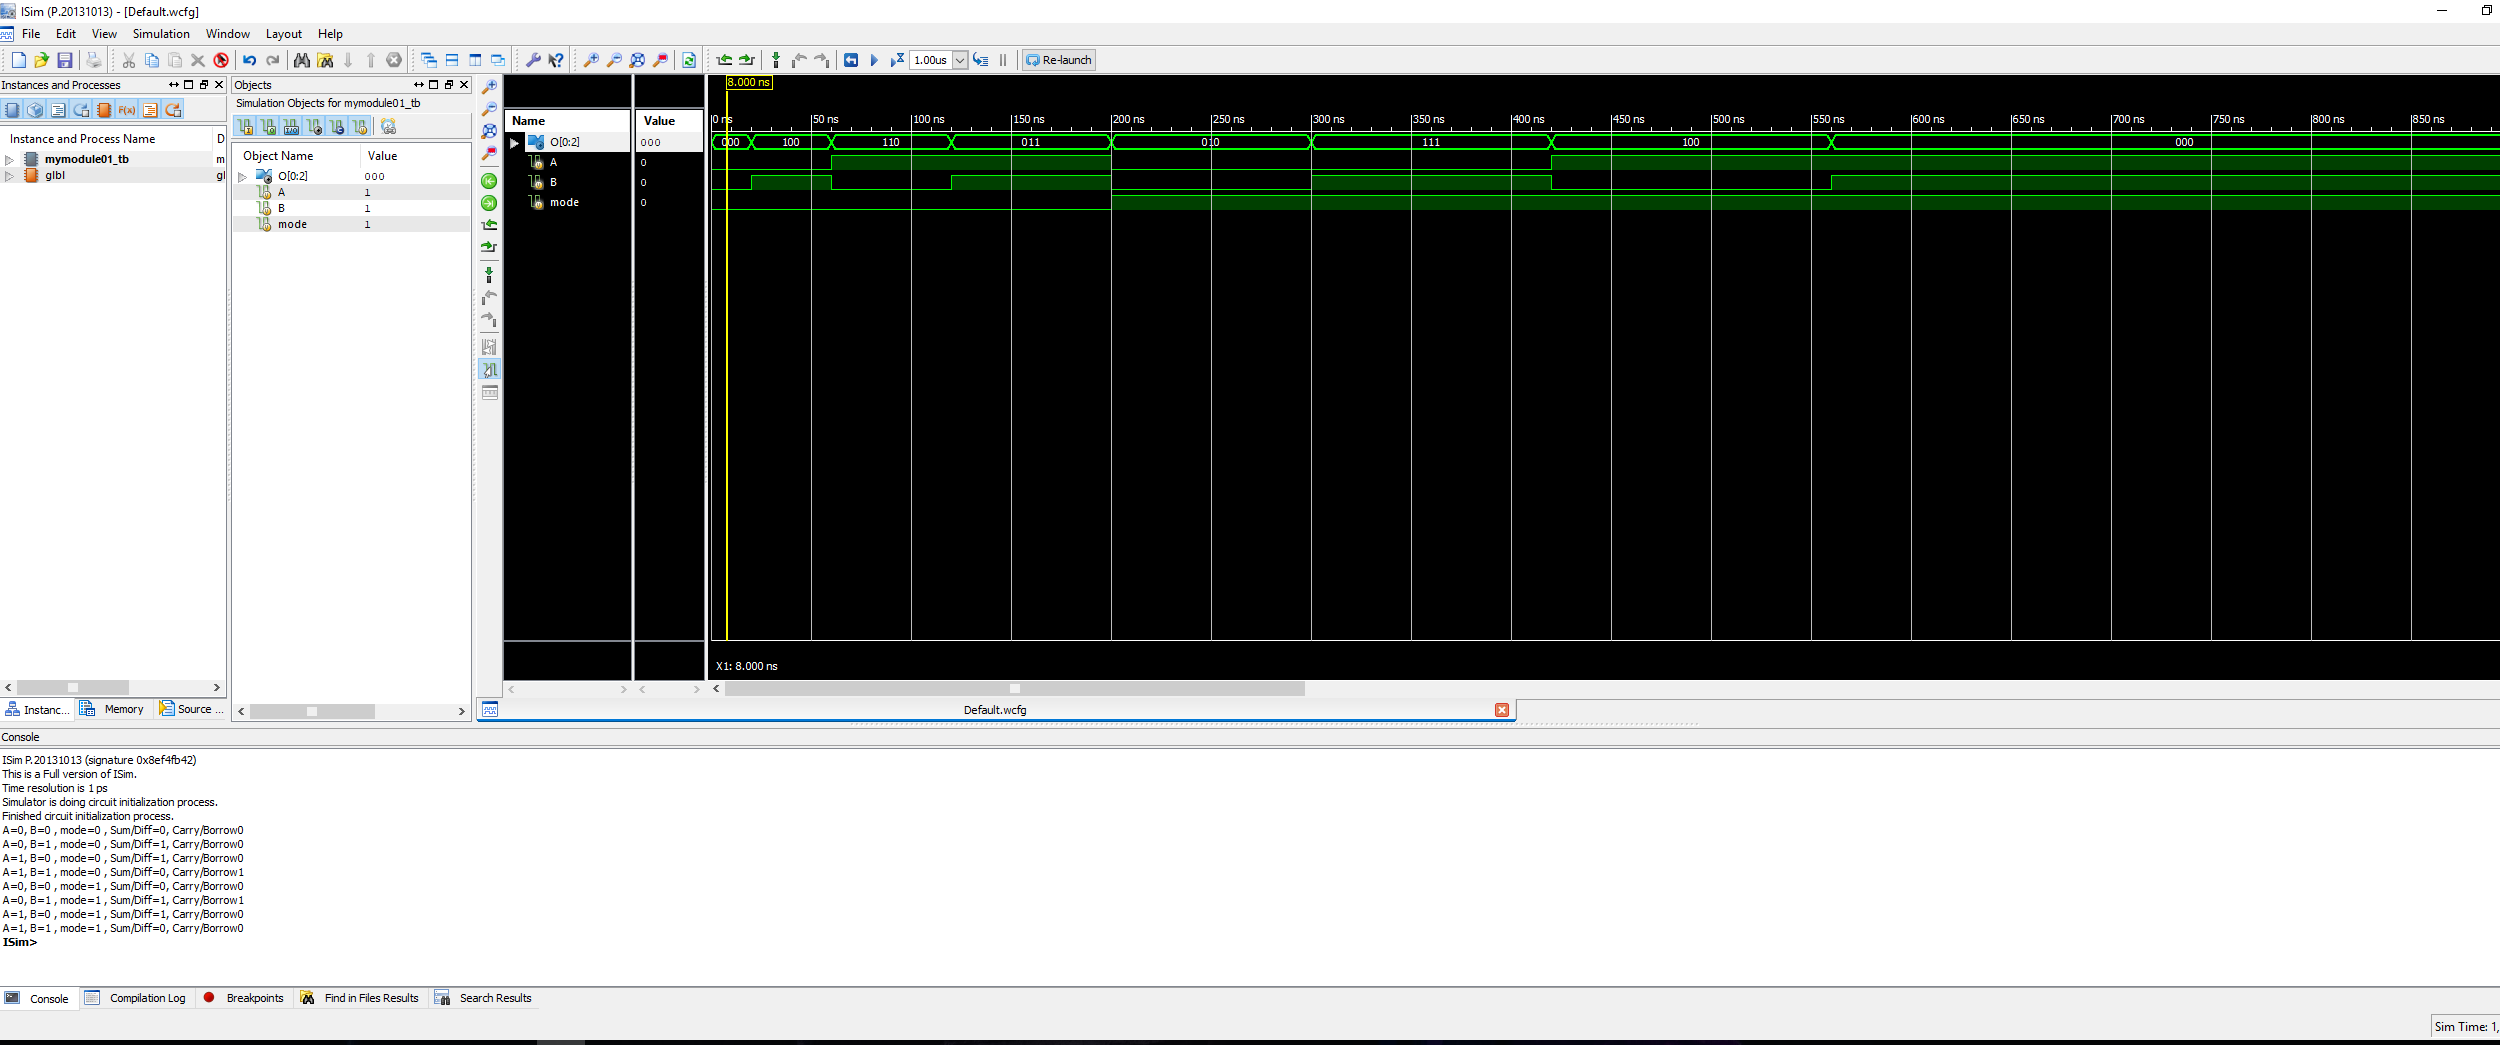 ISim (P.20131013) - [Default.wcfg]
File Edit View Simulation Window Layout Help
1.00us Re-launch
Instances and Processes
Instance and Process Name D
mymodule01_tb m
glbl gl
Instanc... Memory Source ...
Objects
Simulation Objects for mymodule01_tb
Object Name Value
O[0:2] 000
A 1
B 1
mode 1
Name Value
O[0:2] 000
A 0
B 0
mode 0
8.000 ns
0 ns 50 ns 100 ns 150 ns 200 ns 250 ns 300 ns 350 ns 400 ns 450 ns 500 ns 550 ns 600 ns 650 ns 700 ns 750 ns 800 ns 850 ns
000 100 110 011 010 111 100 000
X1: 8.000 ns
Default.wcfg
Console
ISim P.20131013 (signature 0x8ef4fb42)
This is a Full version of ISim.
Time resolution is 1 ps
Simulator is doing circuit initialization process.
Finished circuit initialization process.
A=0, B=0 , mode=0 , Sum/Diff=0, Carry/Borrow0
A=0, B=1 , mode=0 , Sum/Diff=1, Carry/Borrow0
A=1, B=0 , mode=0 , Sum/Diff=1, Carry/Borrow0
A=1, B=1 , mode=0 , Sum/Diff=0, Carry/Borrow1
A=0, B=0 , mode=1 , Sum/Diff=0, Carry/Borrow0
A=0, B=1 , mode=1 , Sum/Diff=1, Carry/Borrow1
A=1, B=0 , mode=1 , Sum/Diff=1, Carry/Borrow0
A=1, B=1 , mode=1 , Sum/Diff=0, Carry/Borrow0
ISim>
Console Compilation Log Breakpoints Find in Files Results Search Results
Sim Time: 1,